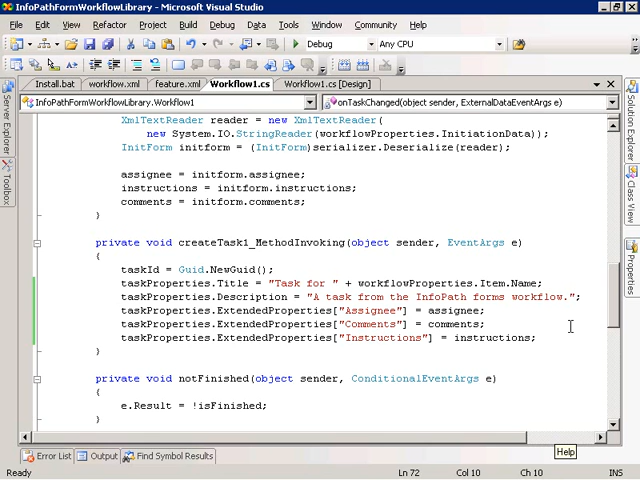 InfoPathFormWorkflowLibrary - Microsoft Visual Studio
File Edit View Refactor Project Build Debug Data Tools Window Community Help
Debug Any CPU
Install.bat workflow.xml feature.xml Workflow1.cs Workflow1.cs [Design]
InfoPathFormWorkflowLibrary.Workflow1 onTaskChanged(object sender, ExternalDataEventArgs e)
XmlTextReader reader = new XmlTextReader(
new System.IO.StringReader(workflowProperties.InitiationData));
InitForm initform = (InitForm)serializer.Deserialize(reader);
assignee = initform.assignee;
instructions = initform.instructions;
comments = initform.comments;
}
private void createTask1_MethodInvoking(object sender, EventArgs e)
{
taskId = Guid.NewGuid();
taskProperties.Title = "Task for " + workflowProperties.Item.Name;
taskProperties.Description = "A task from the InfoPath forms workflow.";
taskProperties.ExtendedProperties["Assignee"] = assignee;
taskProperties.ExtendedProperties["Comments"] = comments;
taskProperties.ExtendedProperties["Instructions"] = instructions;
}
private void notFinished(object sender, ConditionalEventArgs e)
{
e.Result = !isFinished;
}
Server Explorer
Toolbox
Solution Explorer
Class View
Properties
Help
Error List Output Find Symbol Results
Ready Ln 72 Col 10 Ch 10 INS